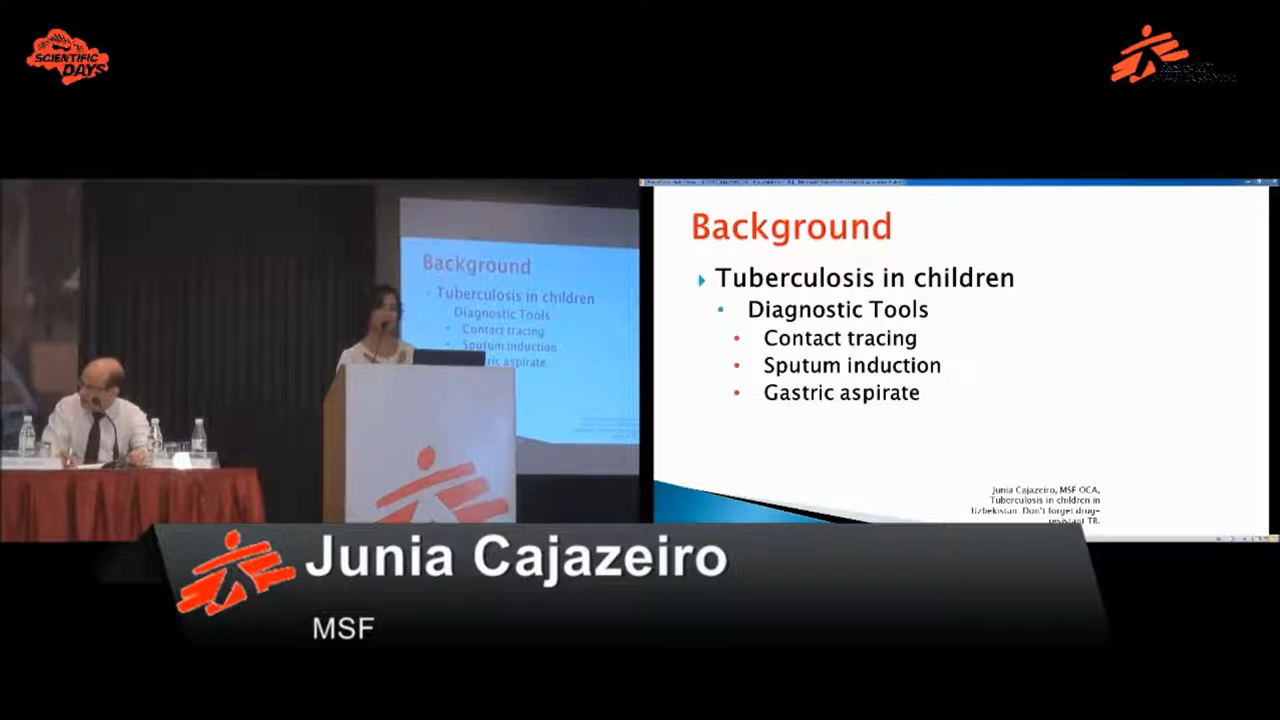 SCIENTIFIC
DAYS
Background
Tuberculosis in children
Diagnostic Tools
Contact tracing
Sputum induction
ric aspirate
Background
Tuberculosis in children
Diagnostic Tools
Contact tracing
Sputum induction
Gastric aspirate
Junia Cajazeiro, MSF OCA,
Tuberculosis in children in
Uzbekistan. Don't forget drug-
resistant TB.
Junia Cajazeiro
MSF